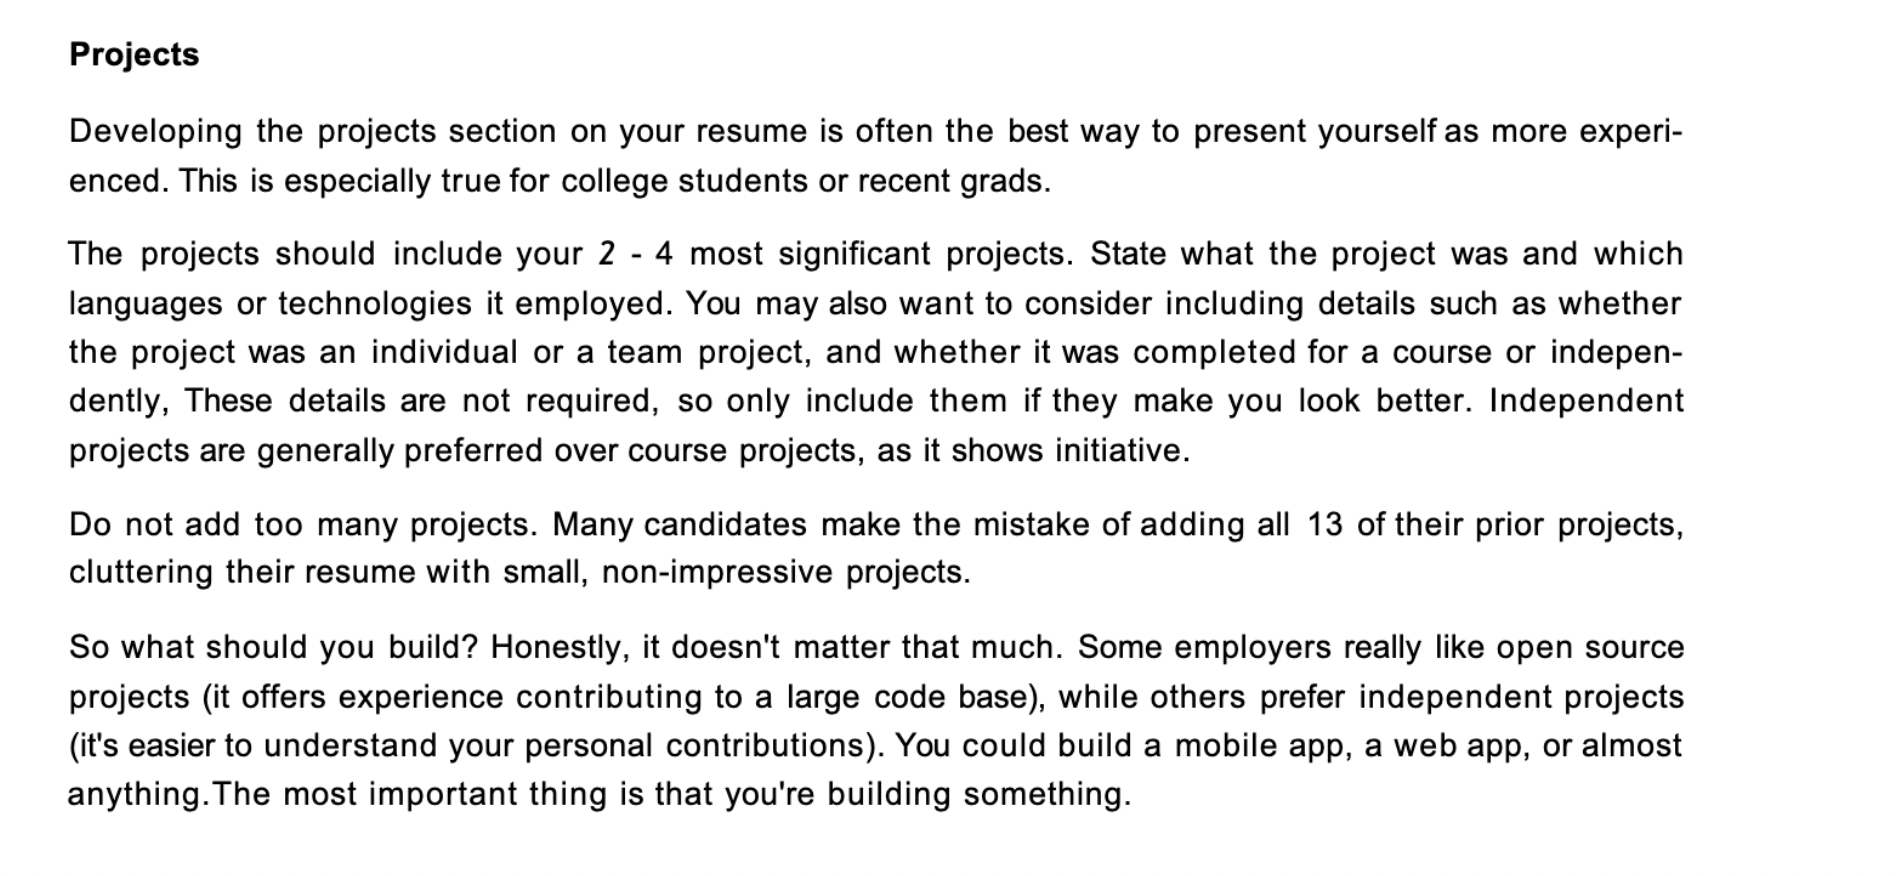 Projects
Developing the projects section on your resume is often the best way to present yourself as more experi-
enced. This is especially true for college students or recent grads.
The projects should include your 2 - 4 most significant projects. State what the project was and which
languages or technologies it employed. You may also want to consider including details such as whether
the project was an individual or a team project, and whether it was completed for a course or indepen-
dently, These details are not required, so only include them if they make you look better. Independent
projects are generally preferred over course projects, as it shows initiative.
Do not add too many projects. Many candidates make the mistake of adding all 13 of their prior projects,
cluttering their resume with small, non-impressive projects.
So what should you build? Honestly, it doesn't matter that much. Some employers really like open source
projects (it offers experience contributing to a large code base), while others prefer independent projects
(it's easier to understand your personal contributions). You could build a mobile app, a web app, or almost
anything.The most important thing is that you're building something.